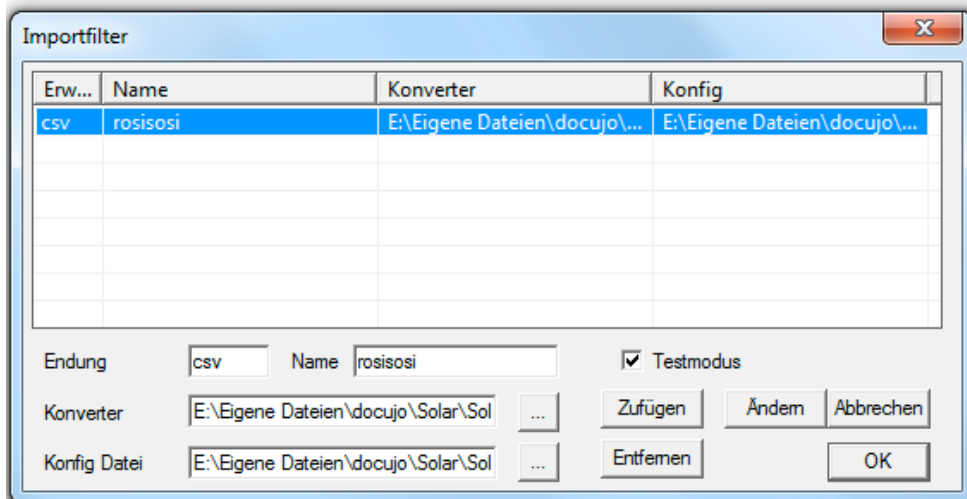 Importfilter
Erw... Name Konverter Konfig
csv rosisosi E:\Eigene Dateien\docujo\... E:\Eigene Dateien\docujo\...
Endung csv Name rosisosi Testmodus
Konverter E:\Eigene Dateien\docujo\Solar\Sol ... Zufügen Ändern Abbrechen
Konfig Datei E:\Eigene Dateien\docujo\Solar\Sol ... Entfernen OK